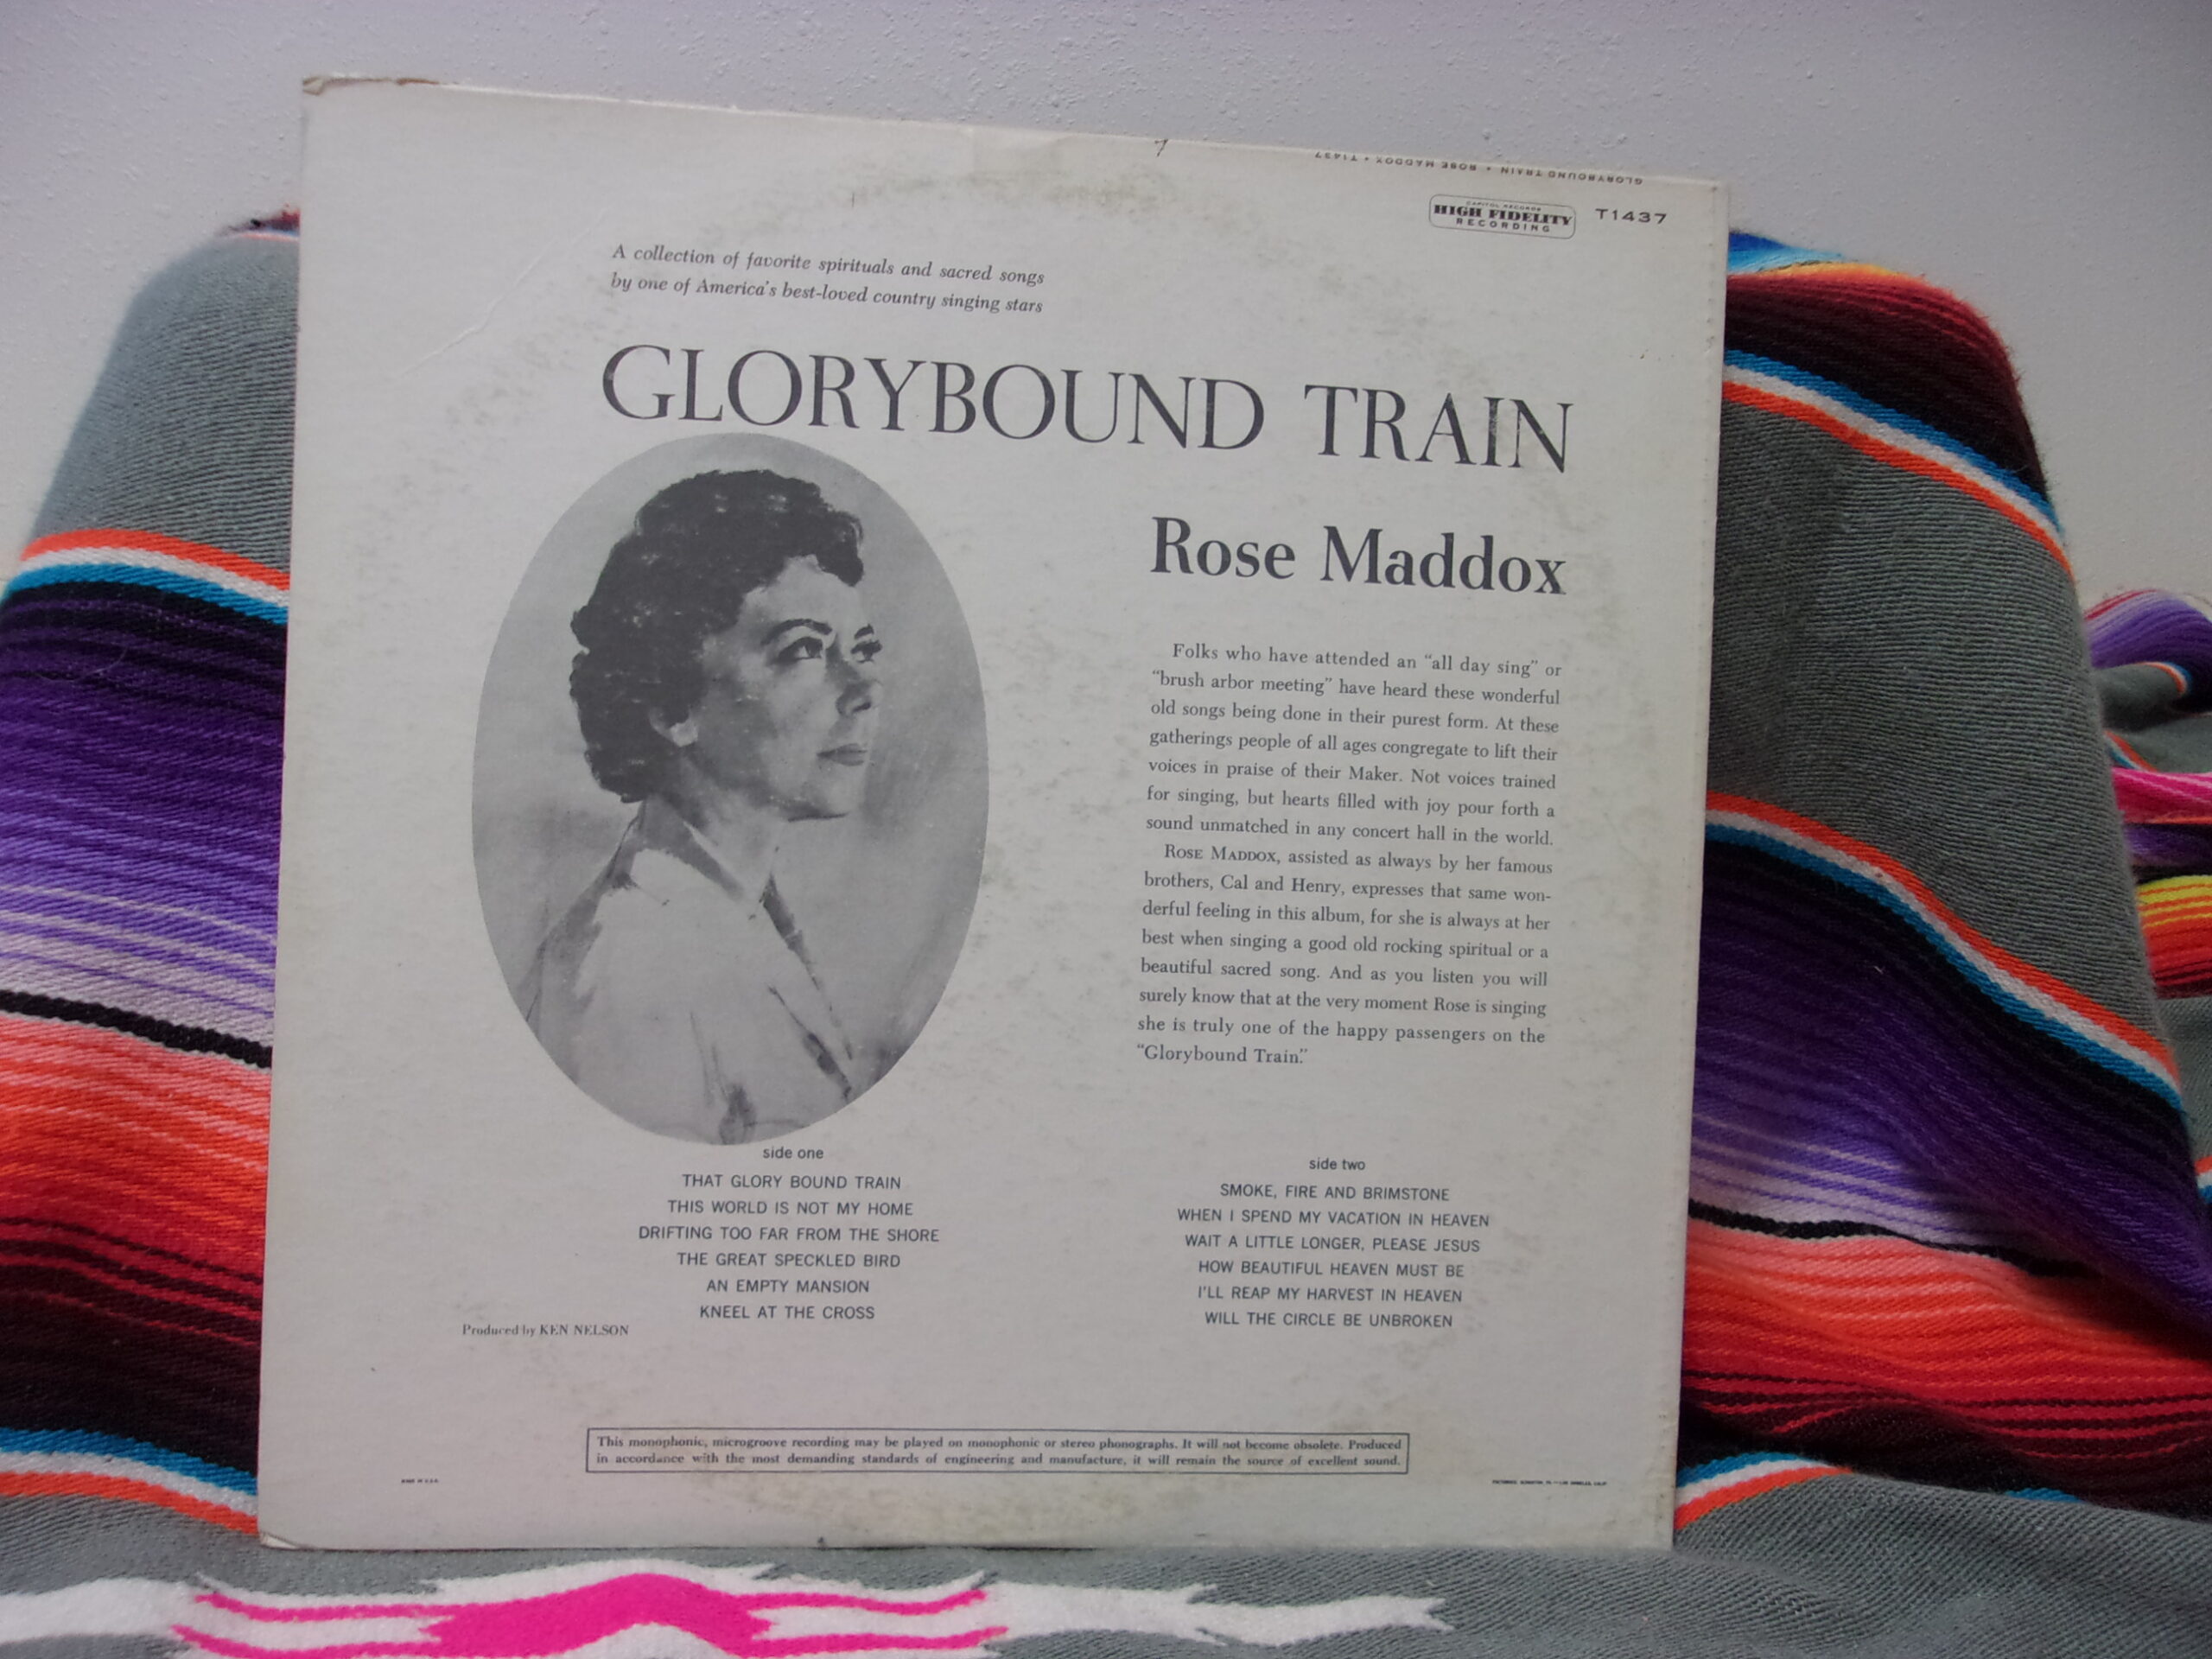 GLORYBOUND TRAIN • ROSE MADDOX • T1437
CAPITOL RECORDS
HIGH FIDELITY
RECORDING
T1437
A collection of favorite spirituals and sacred songs
by one of America's best-loved country singing stars
GLORYBOUND TRAIN
Rose Maddox
Folks who have attended an "all day sing" or
"brush arbor meeting" have heard these wonderful
old songs being done in their purest form. At these
gatherings people of all ages congregate to lift their
voices in praise of their Maker. Not voices trained
for singing, but hearts filled with joy pour forth a
sound unmatched in any concert hall in the world.
ROSE MADDOX, assisted as always by her famous
brothers, Cal and Henry, expresses that same won-
derful feeling in this album, for she is always at her
best when singing a good old rocking spiritual or a
beautiful sacred song. And as you listen you will
surely know that at the very moment Rose is singing
she is truly one of the happy passengers on the
"Glorybound Train."
side one
THAT GLORY BOUND TRAIN
THIS WORLD IS NOT MY HOME
DRIFTING TOO FAR FROM THE SHORE
THE GREAT SPECKLED BIRD
AN EMPTY MANSION
KNEEL AT THE CROSS
side two
SMOKE, FIRE AND BRIMSTONE
WHEN I SPEND MY VACATION IN HEAVEN
WAIT A LITTLE LONGER, PLEASE JESUS
HOW BEAUTIFUL HEAVEN MUST BE
I'LL REAP MY HARVEST IN HEAVEN
WILL THE CIRCLE BE UNBROKEN
Produced by KEN NELSON
This monophonic, microgroove recording may be played on monophonic or stereo phonographs. It will not become obsolete. Produced
in accordance with the most demanding standards of engineering and manufacture, it will remain the source of excellent sound.
MADE IN U.S.A.